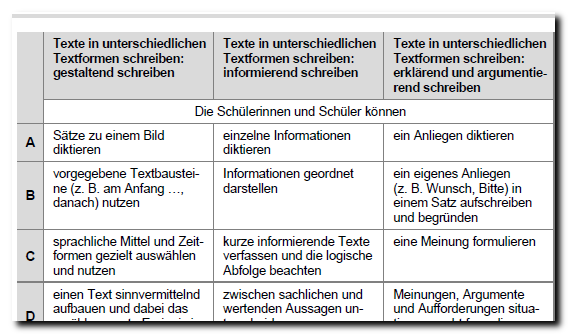 Texte in unterschiedlichen
Textformen schreiben:
gestaltend schreiben
Texte in unterschiedlichen
Textformen schreiben:
informierend schreiben
Texte in unterschiedlichen
Textformen schreiben:
erklärend und argumentie-
rend schreiben
Die Schülerinnen und Schüler können
A
Sätze zu einem Bild
diktieren
einzelne Informationen
diktieren
ein Anliegen diktieren
B
vorgegebene Textbaustei-
ne (z. B. am Anfang …,
danach) nutzen
Informationen geordnet
darstellen
ein eigenes Anliegen
(z. B. Wunsch, Bitte) in
einem Satz aufschreiben
und begründen
C
sprachliche Mittel und Zeit-
formen gezielt auswählen
und nutzen
kurze informierende Texte
verfassen und die logische
Abfolge beachten
eine Meinung formulieren
D
einen Text sinnvermittelnd
aufbauen und dabei das
zwischen sachlichen und
wertenden Aussagen un-
Meinungen, Argumente
und Aufforderungen situa-